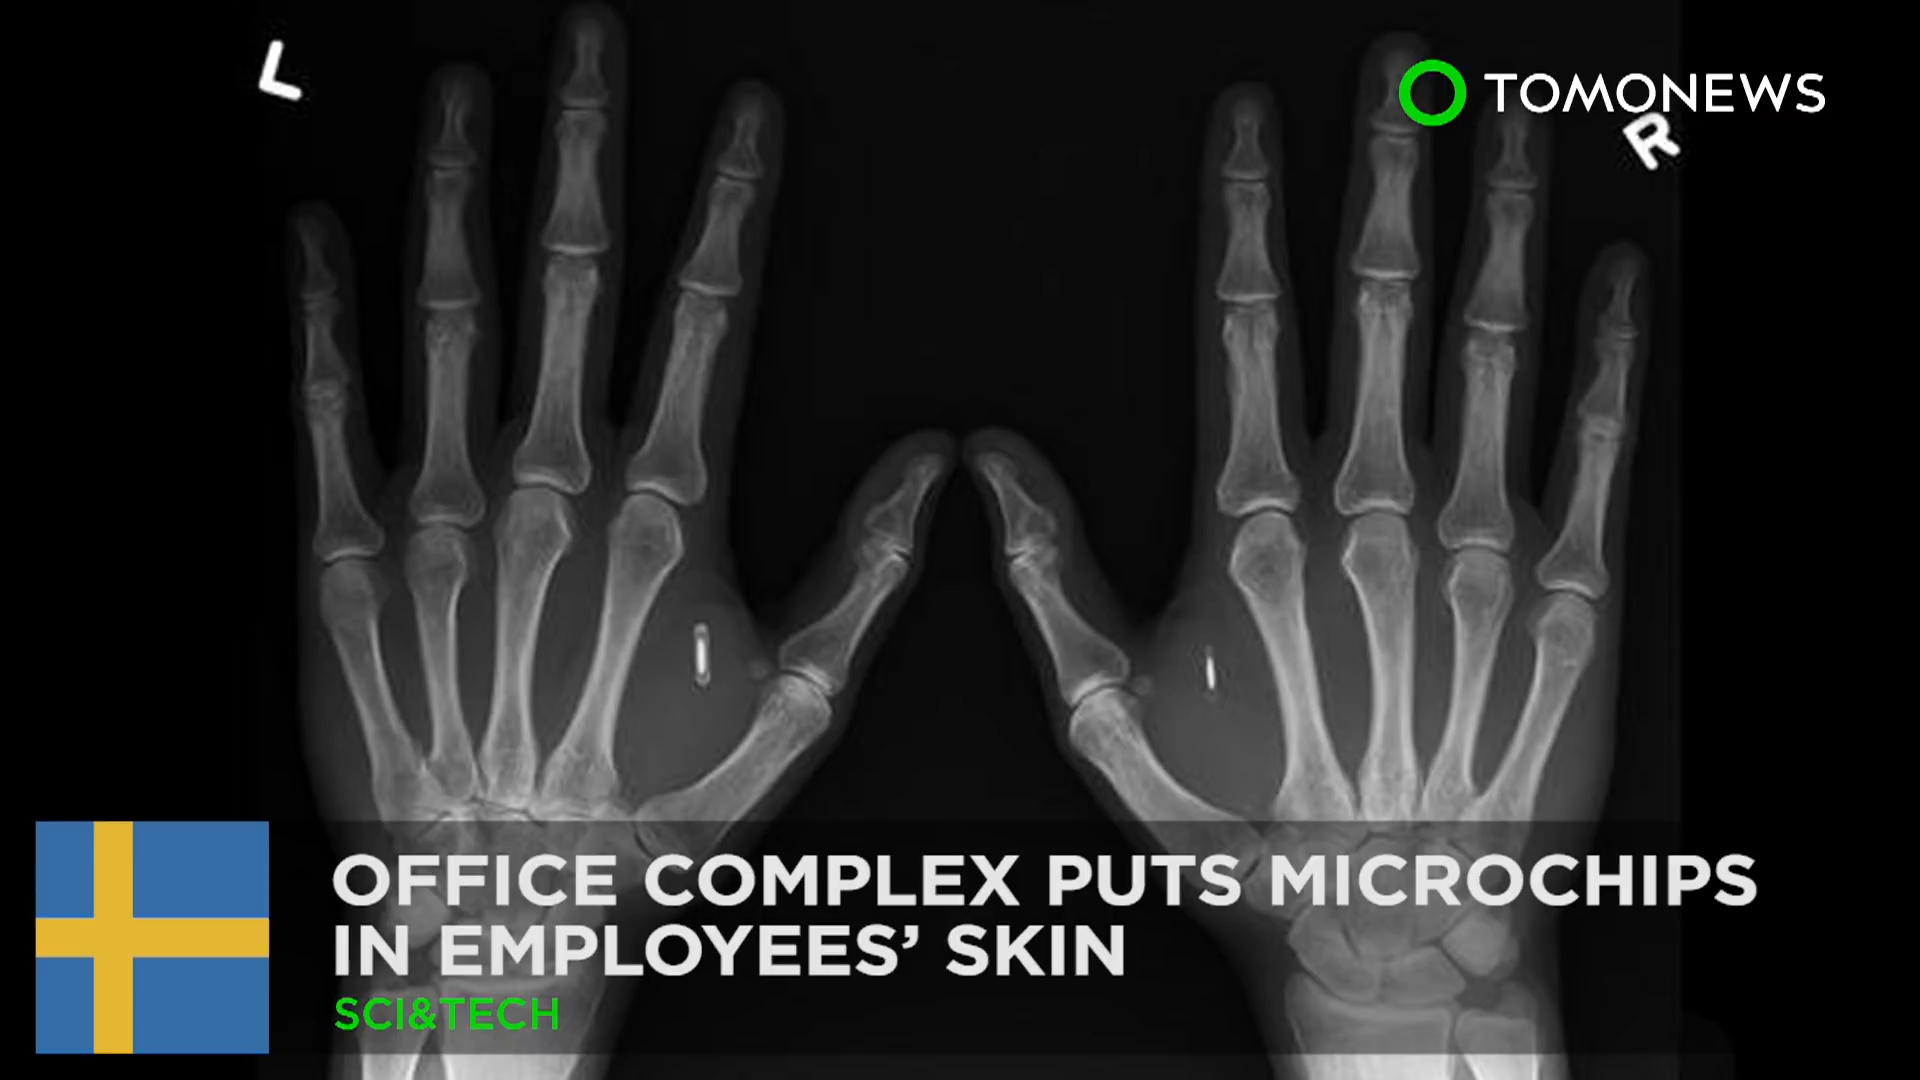 L
TOMONEWS
R
OFFICE COMPLEX PUTS MICROCHIPS
IN EMPLOYEES’ SKIN
SCI&TECH